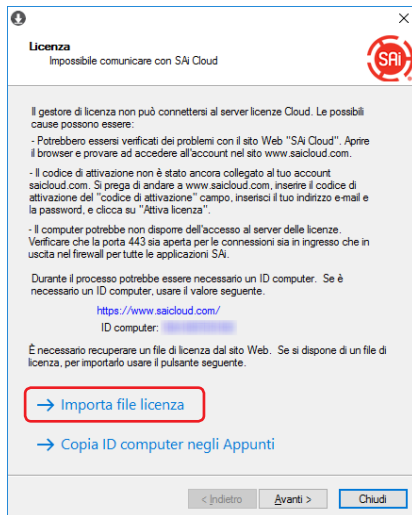 Licenza
Impossibile comunicare con SAi Cloud
SAi
Il gestore di licenza non può connettersi al server licenze Cloud. Le possibili
cause possono essere:
- Potrebbero essersi verificati dei problemi con il sito Web "SAi Cloud". Aprire
il browser e provare ad accedere all'account nel sito www.saicloud.com.
- Il codice di attivazione non è stato ancora collegato al tuo account
saicloud.com. Si prega di andare a www.saicloud.com, inserire il codice di
attivazione del "codice di attivazione" campo, inserisci il tuo indirizzo e-mail e
la password, e clicca su "Attiva licenza".
- Il computer potrebbe non disporre dell'accesso al server delle licenze.
Verificare che la porta 443 sia aperta per le connessioni sia in ingresso che in
uscita nel firewall per tutte le applicazioni SAi.
Durante il processo potrebbe essere necessario un ID computer. Se è
necessario un ID computer, usare il valore seguente.
https://www.saicloud.com/
ID computer:
È necessario recuperare un file di licenza dal sito Web. Se si dispone di un file di
licenza, per importarlo usare il pulsante seguente.
→ Importa file licenza
→ Copia ID computer negli Appunti
< Indietro
Avanti >
Chiudi